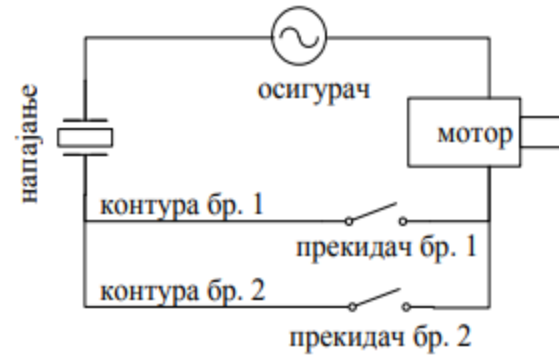 осигурач
напајање
мотор
контура бр. 1
прекидач бр. 1
контура бр. 2
прекидач бр. 2